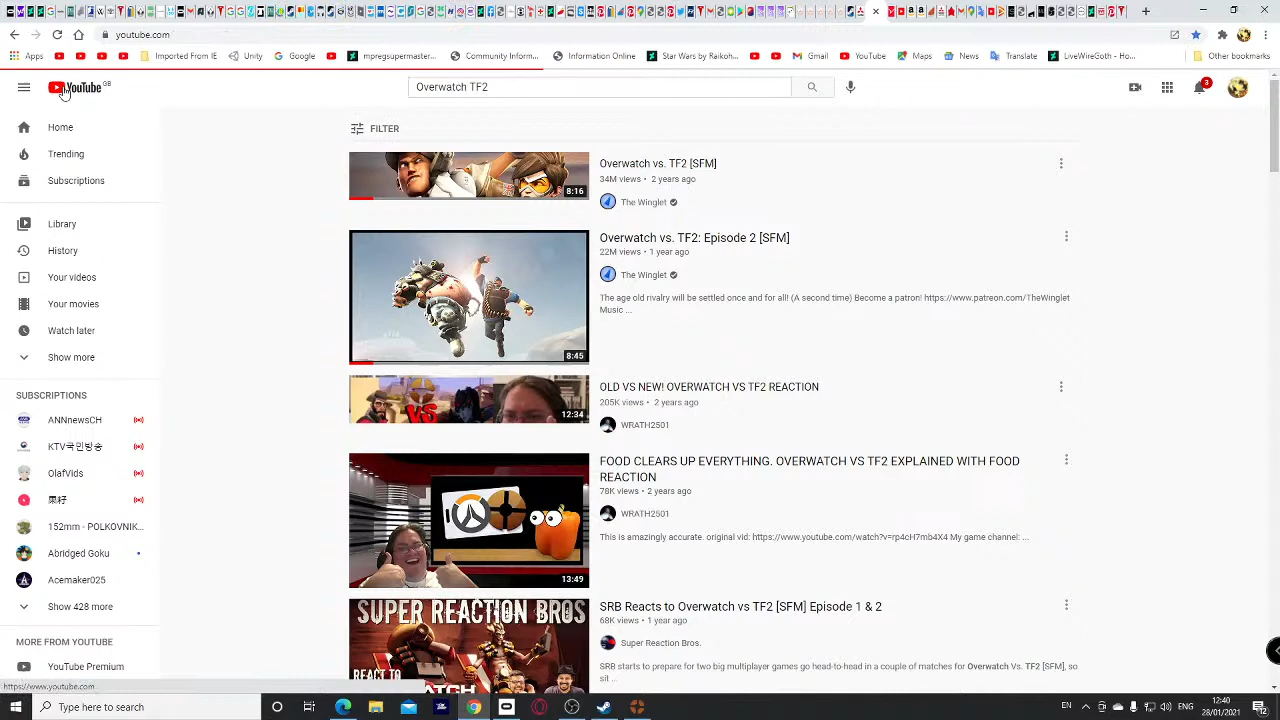 youtube.com
Apps
Imported From IE
Unity
Google
mpregsupermaste...
Community Inform...
Information Online
Star Wars by Raikoh...
Gmail
YouTube
Maps
News
Translate
LiveWireGoth - Ho...
Other bookmarks
YouTube GB
Overwatch TF2
3
Home
Trending
Subscriptions
Library
History
Your videos
Your movies
Watch later
Show more
SUBSCRIPTIONS
ANNnewsCH
KTV국민방송
OlafVids
152mm - POLKOVNIK...
Abridged Goku
Acemaker025
Show 428 more
MORE FROM YOUTUBE
YouTube Premium
https://www.youtube.com
FILTER
8:16
Overwatch vs. TF2 [SFM]
34M views • 2 years ago
The Winglet
8:45
Overwatch vs. TF2: Episode 2 [SFM]
22M views • 1 year ago
The Winglet
The age old rivalry will be settled once and for all! (A second time) Become a patron! https://www.patreon.com/TheWinglet
Music ...
VS
12:34
OLD VS NEW! OVERWATCH VS TF2 REACTION
205K views • 2 years ago
WRATH2501
13:49
FOOD CLEARS UP EVERYTHING. OVERWATCH VS TF2 EXPLAINED WITH FOOD
REACTION
78K views • 2 years ago
WRATH2501
This is amazingly accurate. original vid: https://www.youtube.com/watch?v=rp4cH7mb4X4 My game channel: ...
SUPER REACTION BROS
REACT TO
SRB Reacts to Overwatch vs TF2 [SFM] Episode 1 & 2
68K views • 1 year ago
Super Reaction Bros.
SRB starts to prepare for two big multiplayer games go head-to-head in a couple of matches for Overwatch Vs. TF2 [SFM], so
sit ...
Type here to search
EN
ENG
12:40
28/01/2021